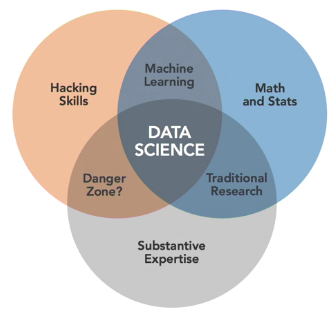 Machine
Learning
Hacking
Skills
Math
and Stats
DATA
SCIENCE
Danger
Zone?
Traditional
Research
Substantive
Expertise